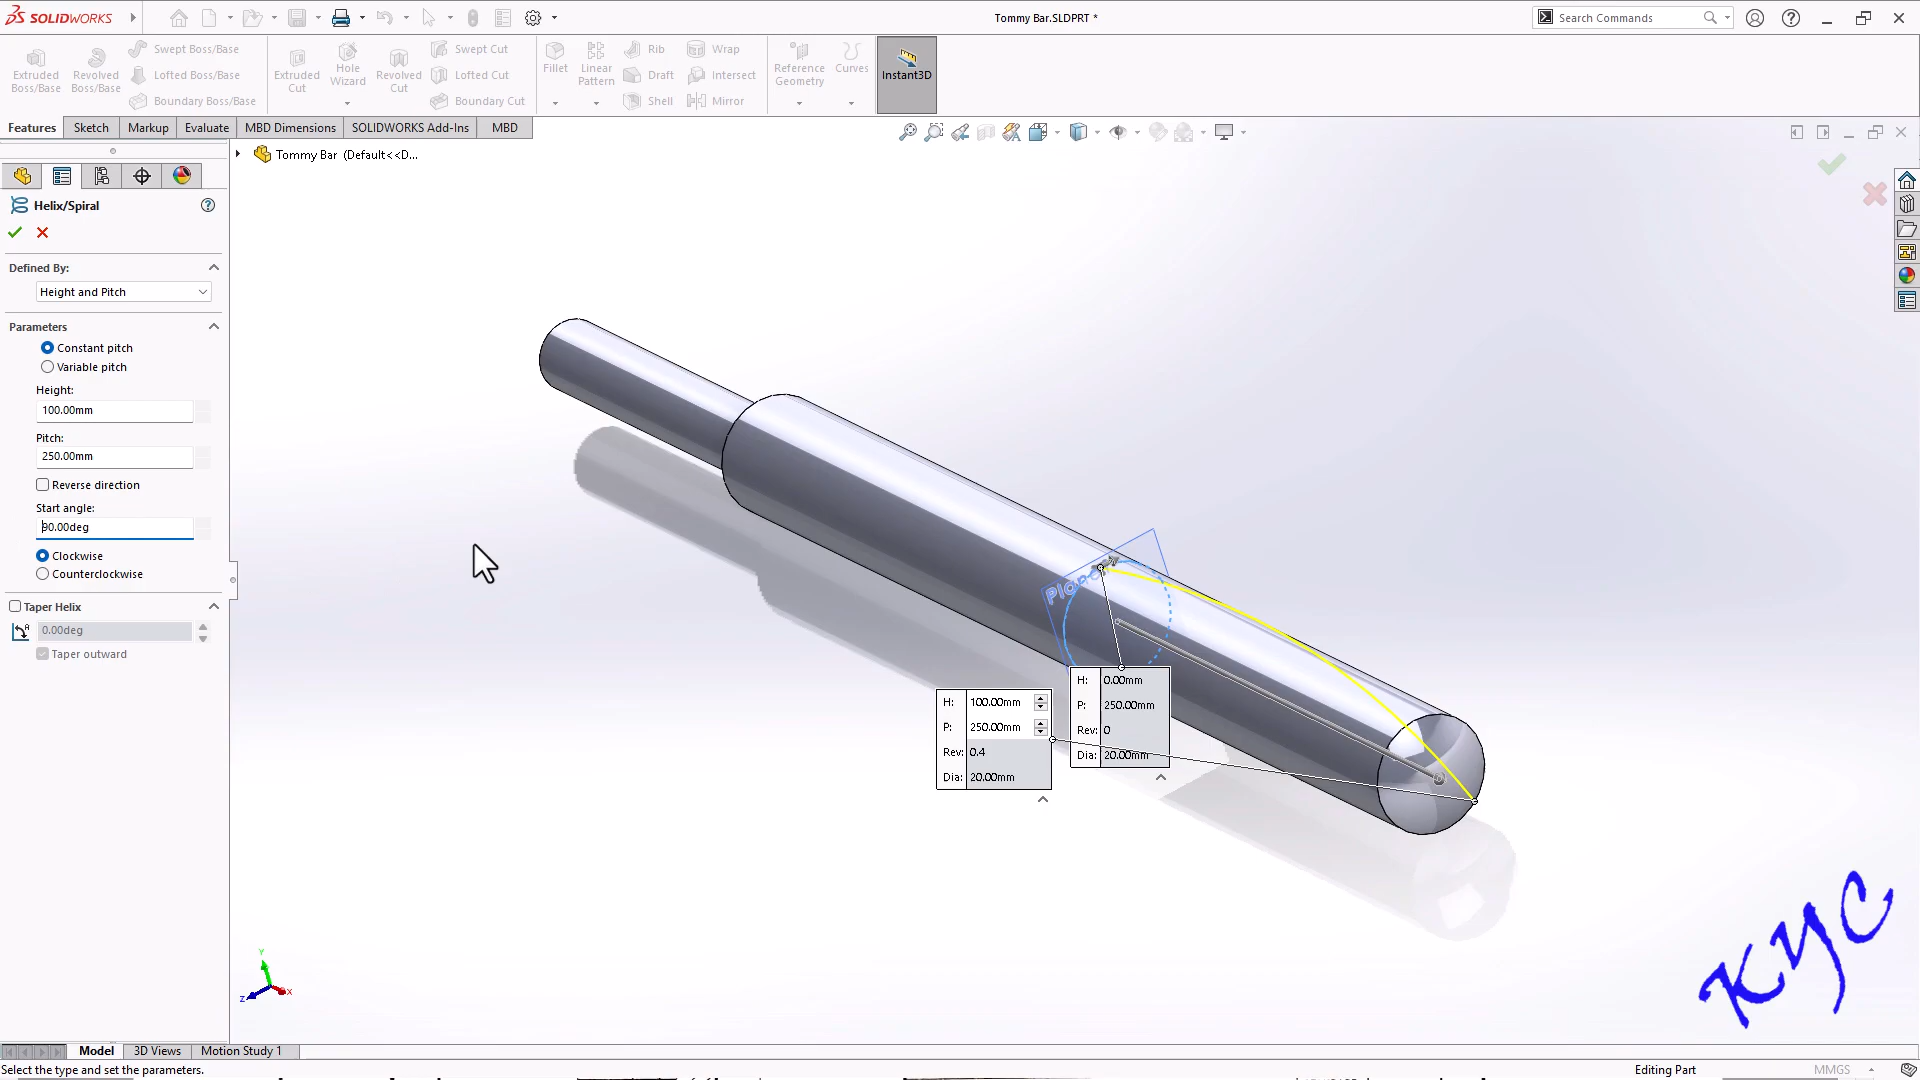 SOLIDWORKS
Tommy Bar.SLDPRT *
Search Commands
Extruded Boss/Base
Revolved Boss/Base
Swept Boss/Base
Lofted Boss/Base
Boundary Boss/Base
Extruded Cut
Hole Wizard
Revolved Cut
Swept Cut
Lofted Cut
Boundary Cut
Fillet
Linear Pattern
Rib
Draft
Shell
Wrap
Intersect
Mirror
Reference Geometry
Curves
Instant3D
Features
Sketch
Markup
Evaluate
MBD Dimensions
SOLIDWORKS Add-Ins
MBD
Tommy Bar (Default<<D...
Helix/Spiral
Defined By:
Height and Pitch
Parameters
Constant pitch
Variable pitch
Height:
100.00mm
Pitch:
250.00mm
Reverse direction
Start angle:
90.00deg
Clockwise
Counterclockwise
Taper Helix
0.00deg
Taper outward
H: 100.00mm
P: 250.00mm
Rev: 0.4
Dia: 20.00mm
H: 0.00mm
P: 250.00mm
Rev: 0
Dia: 20.00mm
Y
Z
X
KYC
Model
3D Views
Motion Study 1
Select the type and set the parameters.
Editing Part
MMGS